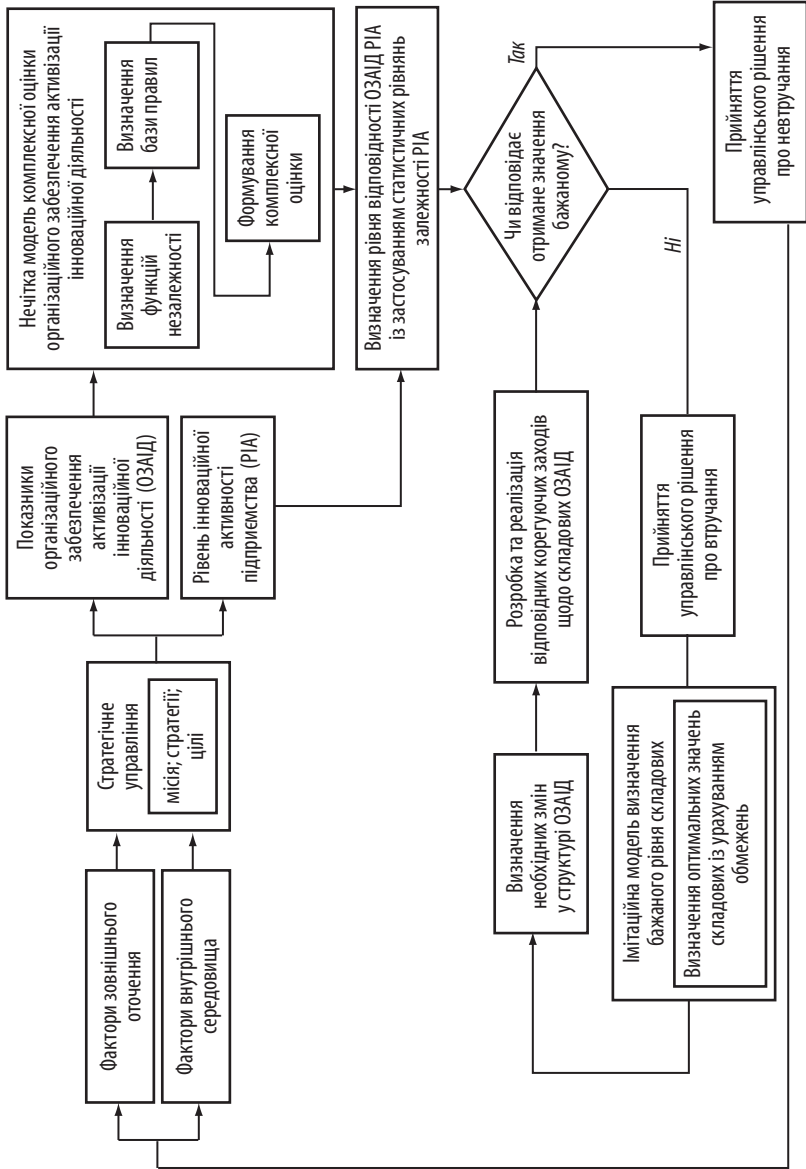 Фактори зовнішнього
оточення
Фактори внутрішнього
середовища
Стратегічне
управління
місія; стратегії;
цілі
Показники
організаційного
забезпечення
активізації
інноваційної
діяльності (ОЗАІД)
Рівень інноваційної
активності
підприємства (РІА)
Нечітка модель комплексної оцінки
організаційного забезпечення активізації
інноваційної діяльності
Визначення
функцій
незалежності
Визначення
бази правил
Формування
комплексної
оцінки
Визначення рівня відповідності ОЗАІД РІА
із застосуванням статистичних рівнянь
залежності РІА
Чи відповідає
отримане значення
бажаному?
Так
Ні
Прийняття
управлінського рішення
про невтручання
Прийняття
управлінського рішення
про втручання
Імітаційна модель визначення
бажаного рівня складових
Визначення оптимальних значень
складових із урахуванням
обмежень
Визначення
необхідних змін
у структурі ОЗАІД
Розробка та реалізація
відповідних корегуючих заходів
щодо складових ОЗАІД